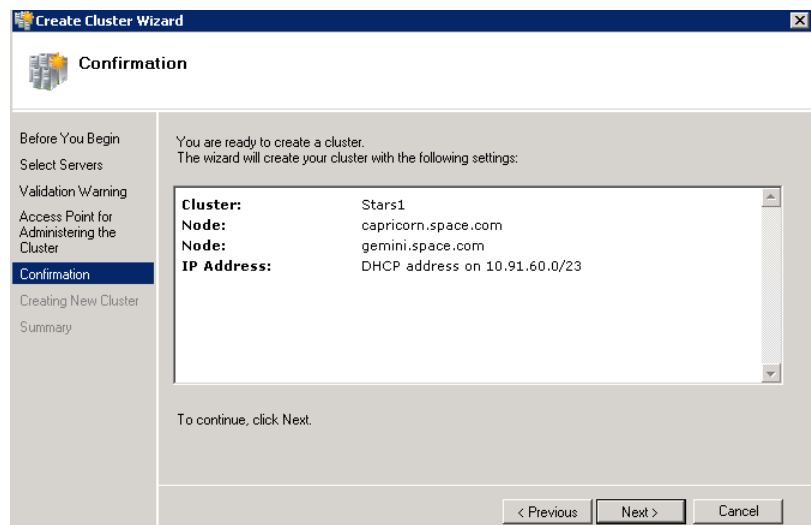 Create Cluster Wizard
Confirmation
Before You Begin
Select Servers
Validation Warning
Access Point for
Administering the
Cluster
Confirmation
Creating New Cluster
Summary
You are ready to create a cluster.
The wizard will create your cluster with the following settings:
Cluster: Stars1
Node: capricorn.space.com
Node: gemini.space.com
IP Address: DHCP address on 10.91.60.0/23
To continue, click Next.
< Previous Next > Cancel